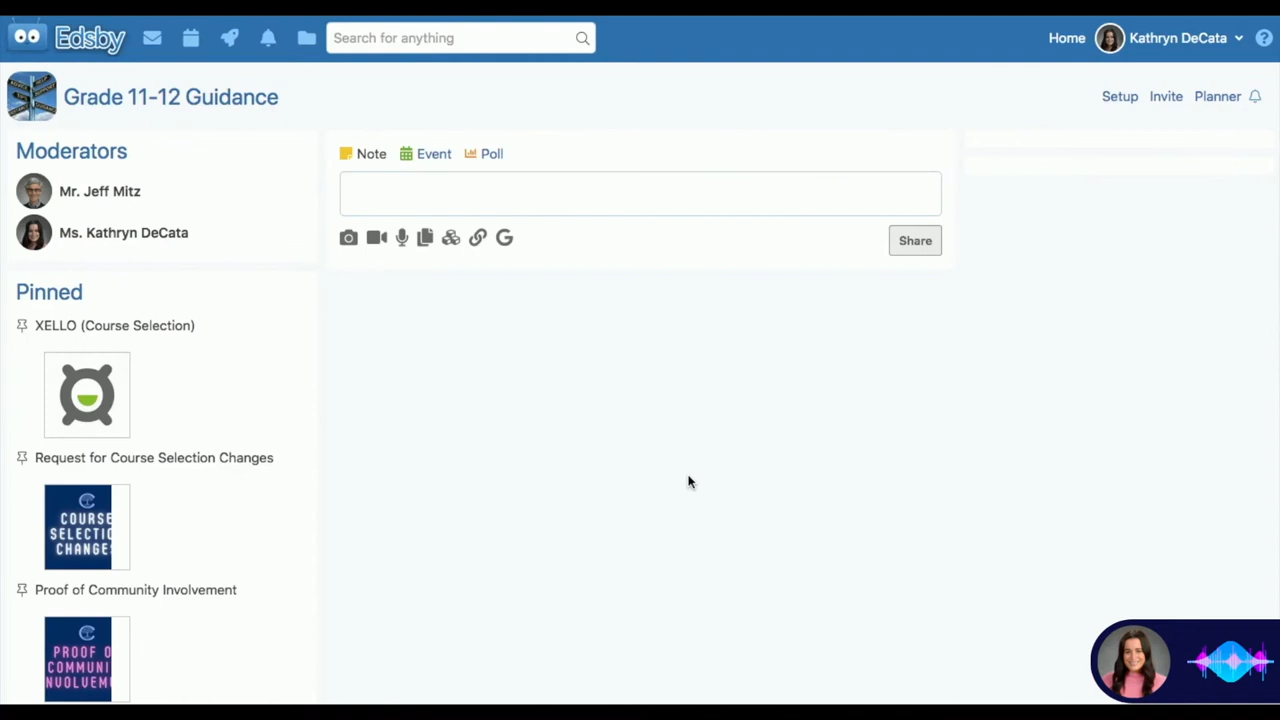 Edsby
Search for anything
Home
Kathryn DeCata
Grade 11-12 Guidance
Setup
Invite
Planner
Moderators
Mr. Jeff Mitz
Ms. Kathryn DeCata
Note
Event
Poll
Share
Pinned
XELLO (Course Selection)
Request for Course Selection Changes
COURSE
SELECTIO
CHANGE
Proof of Community Involvement
PROOF O
COMMUNI
NVOLVEM